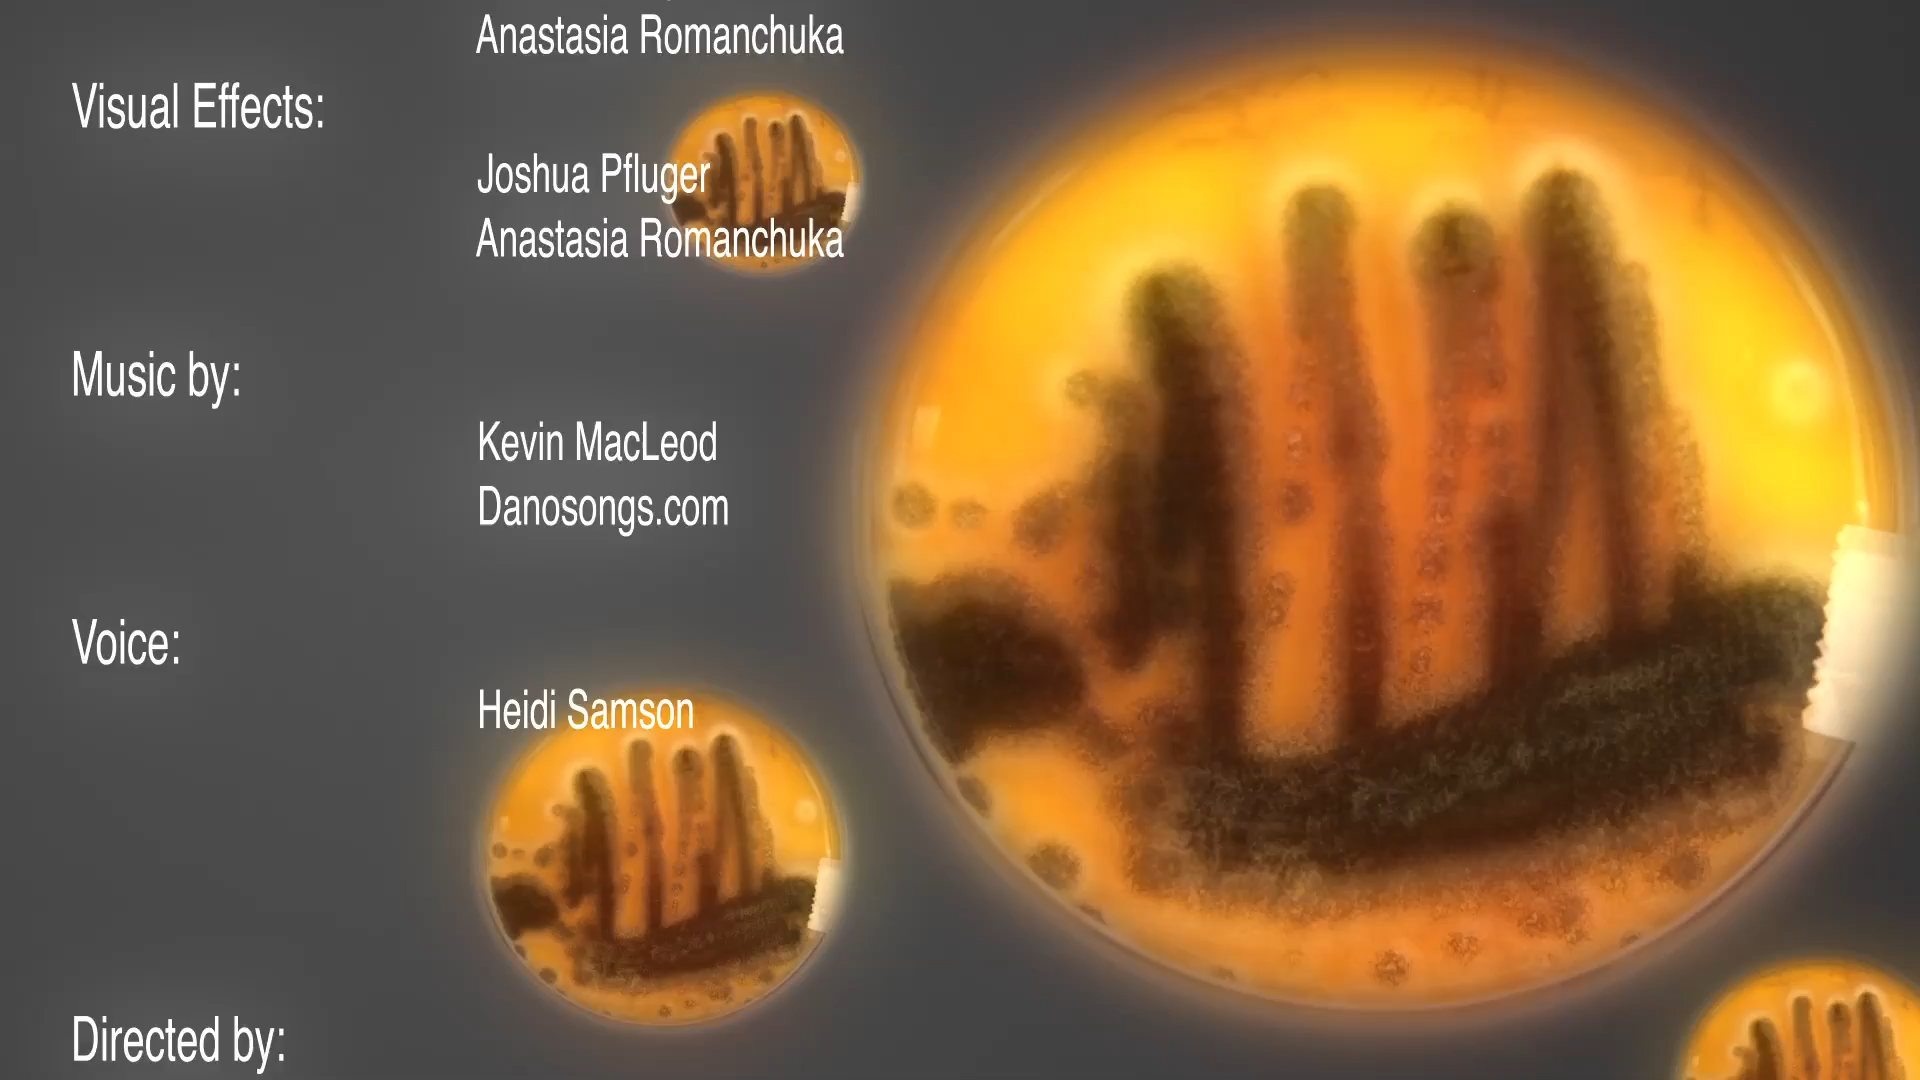 Anastasia Romanchuka
Visual Effects:
Joshua Pfluger
Anastasia Romanchuka
Music by:
Kevin MacLeod
Danosongs.com
Voice:
Heidi Samson
Directed by: